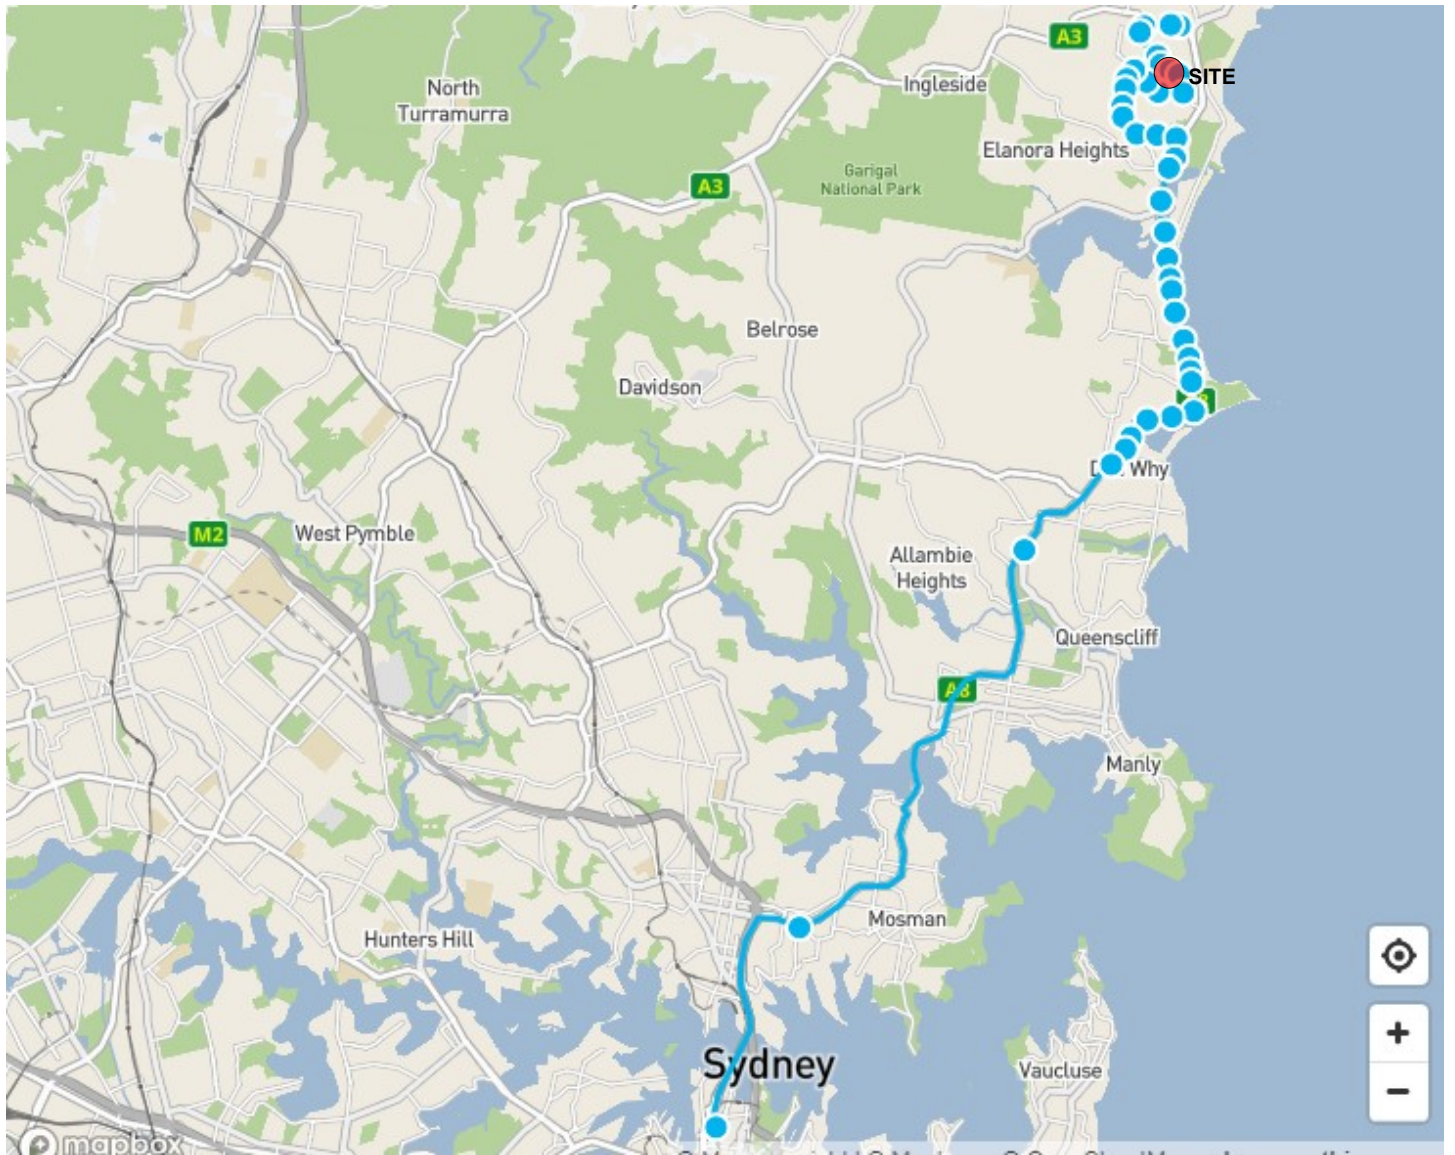 A3
North
Turramurra
Ingleside
SITE
Elanora Heights
Garigal
National Park
A3
Belrose
Davidson
Why
M2
West Pymble
Allambie
Heights
Queenscliff
A8
Manly
Mosman
Hunters Hill
+
Sydney
Vaucluse
−
mapbox